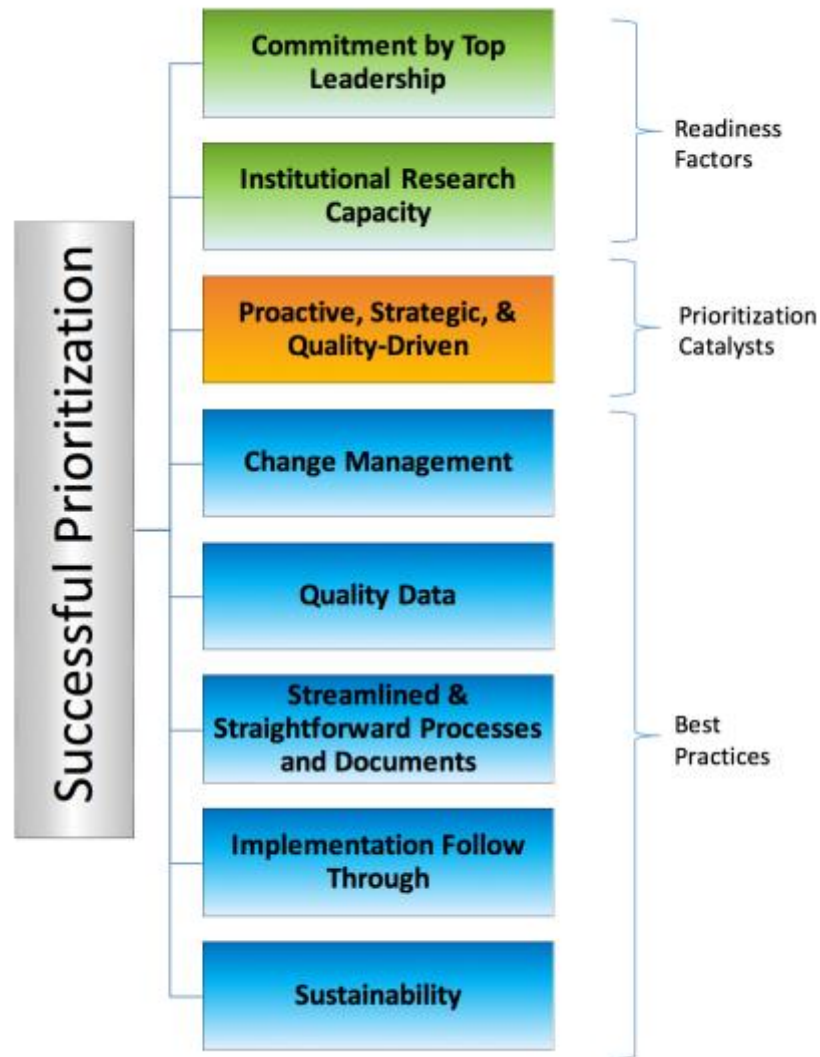 Successful Prioritization
Commitment by Top
Leadership
Institutional Research
Capacity
Readiness
Factors
Proactive, Strategic, &
Quality-Driven
Prioritization
Catalysts
Change Management
Quality Data
Streamlined &
Straightforward Processes
and Documents
Implementation Follow
Through
Sustainability
Best
Practices